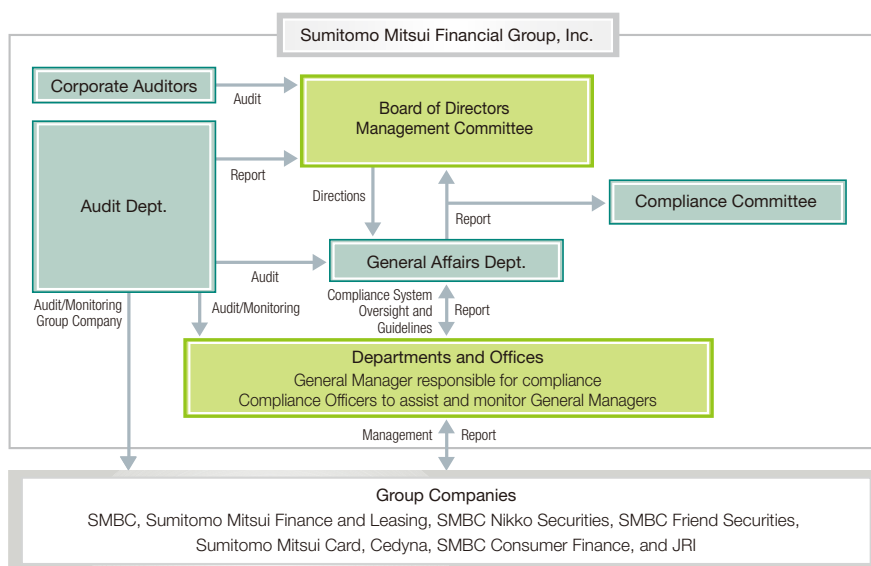 Sumitomo Mitsui Financial Group, Inc.
Corporate Auditors
Audit
Board of Directors
Management Committee
Audit Dept.
Report
Directions
Report
Compliance Committee
Audit
General Affairs Dept.
Audit/Monitoring
Group Company
Audit/Monitoring
Compliance System
Oversight and
Guidelines
Report
Departments and Offices
General Manager responsible for compliance
Compliance Officers to assist and monitor General Managers
Management
Report
Group Companies
SMBC, Sumitomo Mitsui Finance and Leasing, SMBC Nikko Securities, SMBC Friend Securities,
Sumitomo Mitsui Card, Cedyna, SMBC Consumer Finance, and JRI